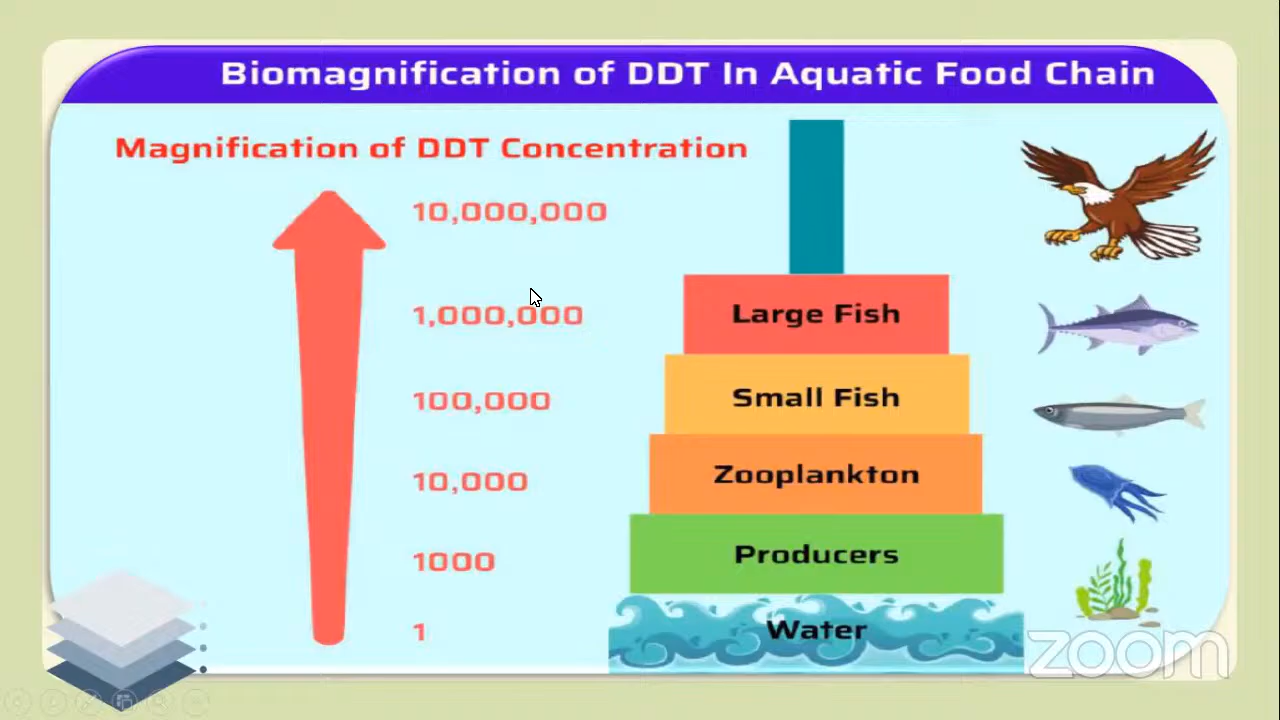 Biomagnification of DDT In Aquatic Food Chain
Magnification of DDT Concentration
10,000,000
1,000,000
Large Fish
100,000
Small Fish
10,000
Zooplankton
1000
Producers
1
Water
zoom